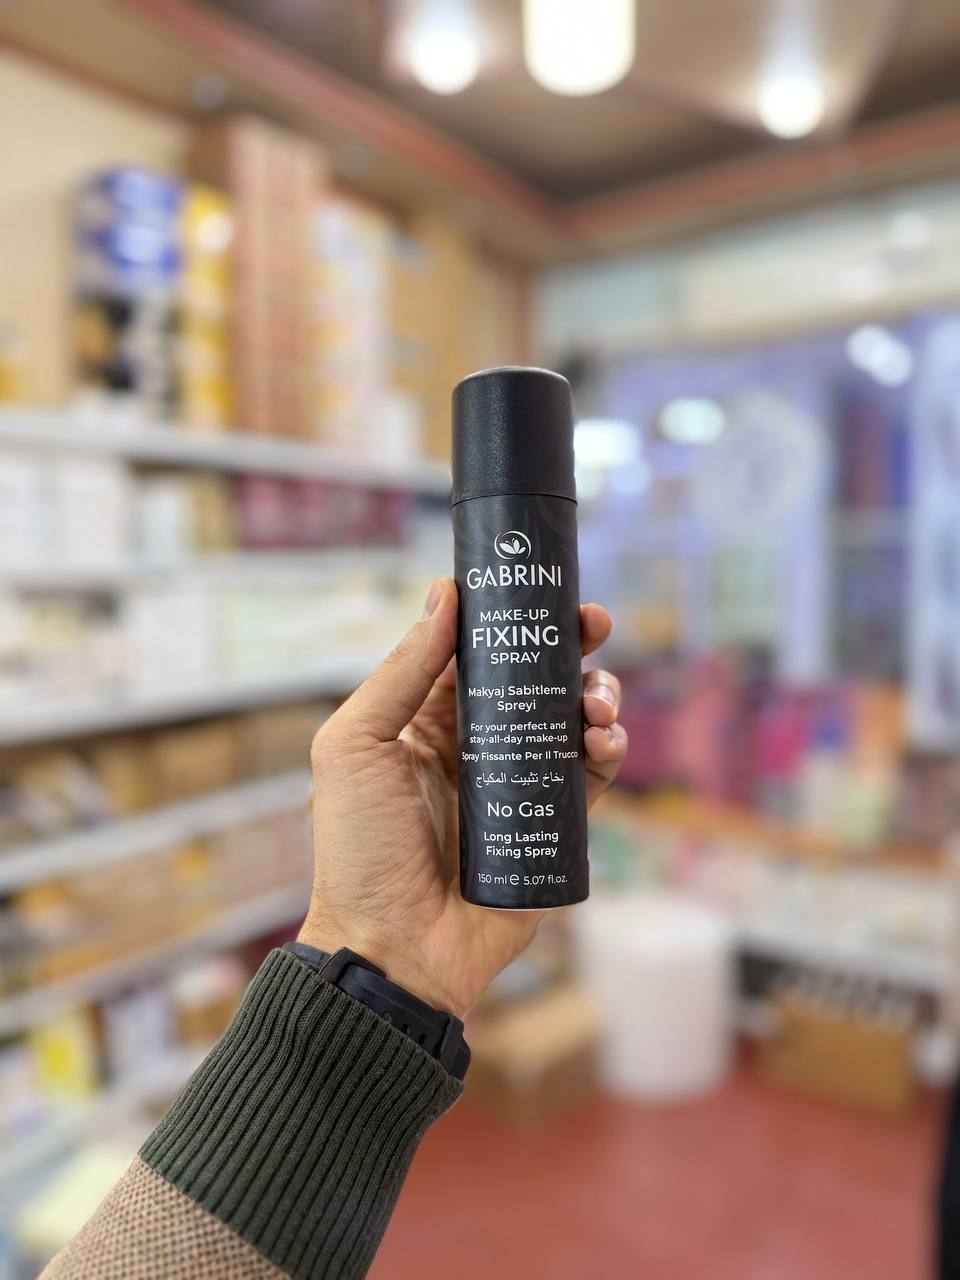 GABRINI
MAKE-UP
FIXING
SPRAY
Makyaj Sabitleme
Spreyi
For your perfect and
stay-all-day make-up
Spray Fissante Per Il Trucco
بخاخ تثبيت المكياج
No Gas
Long Lasting
Fixing Spray
150 ml e 5.07 fl.oz.